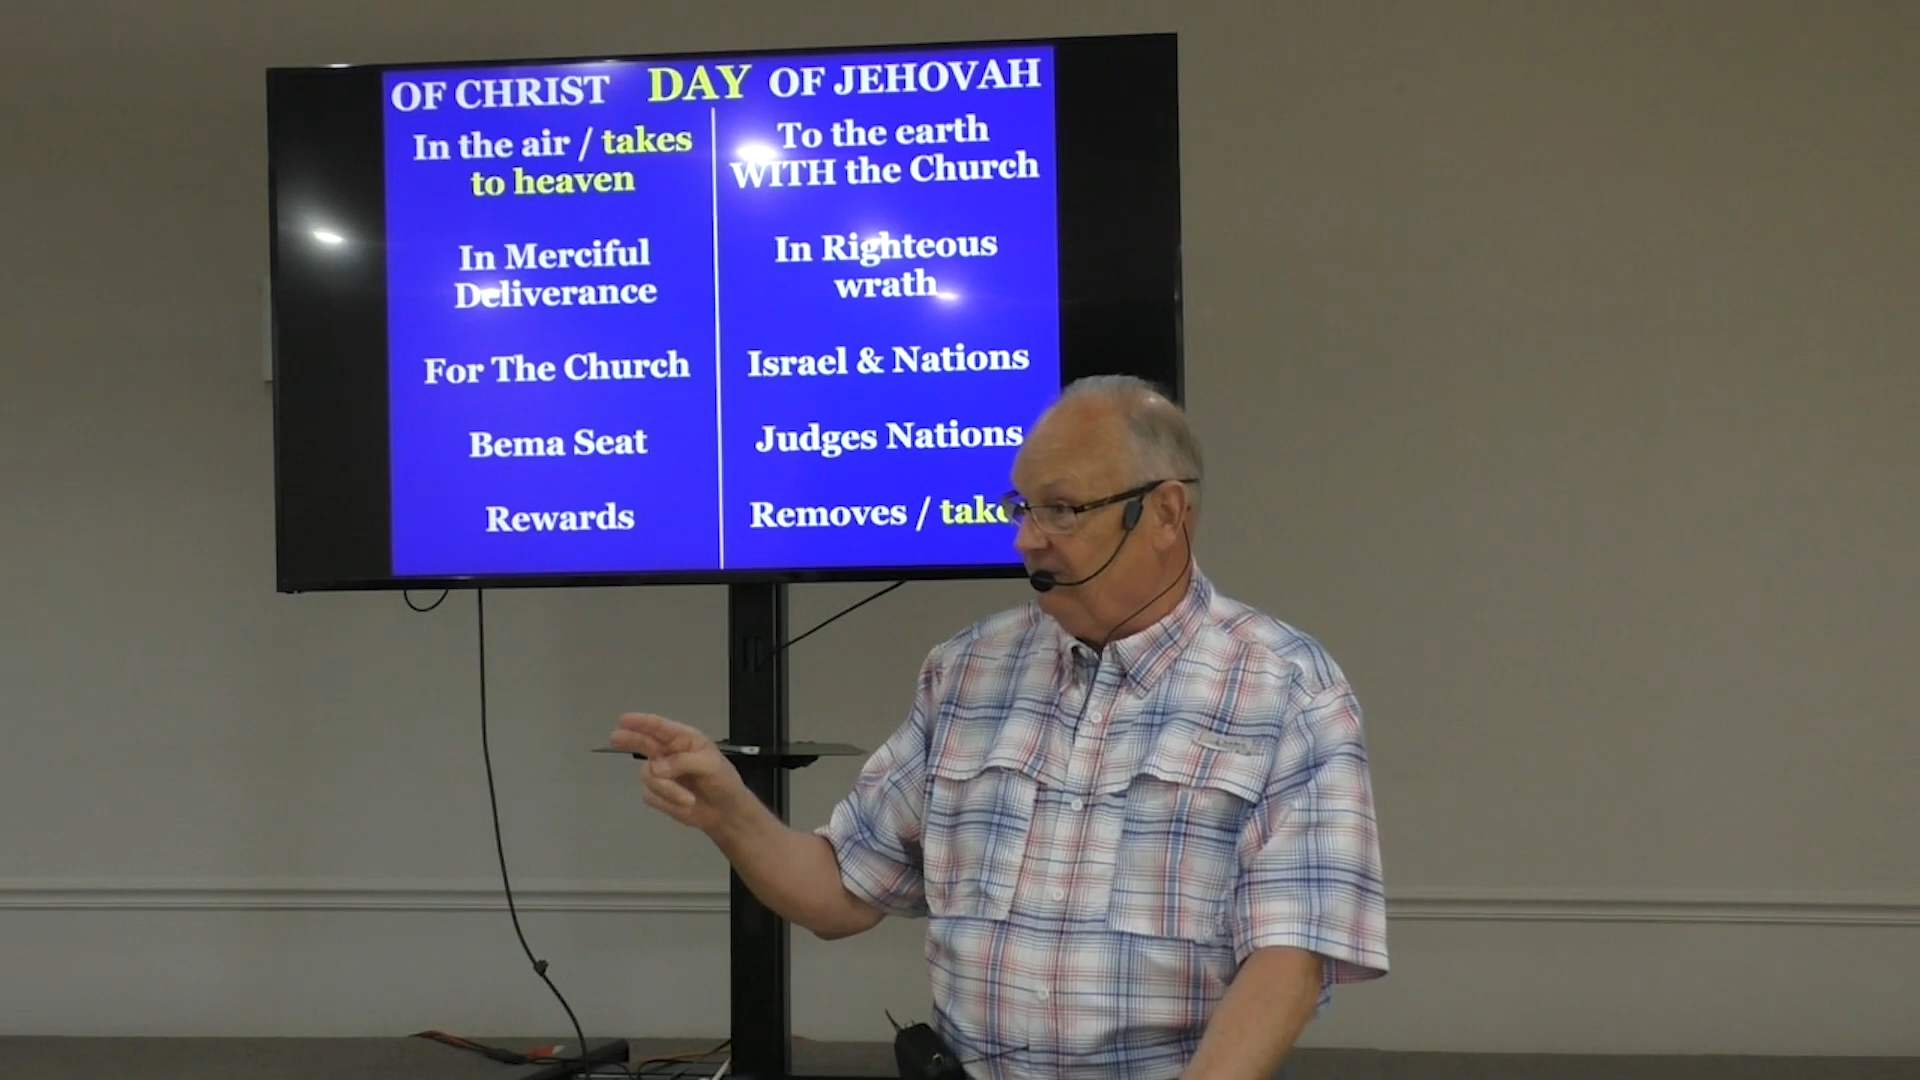 OF CHRIST DAY OF JEHOVAH
In the air / takes
to heaven
In Merciful
Deliverance
For The Church
Bema Seat
Rewards
To the earth
WITH the Church
In Righteous
wrath
Israel & Nations
Judges Nations
Removes /